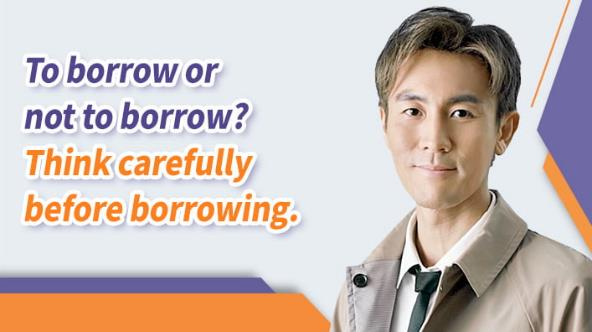 To borrow or
not to borrow?
Think carefully
before borrowing.